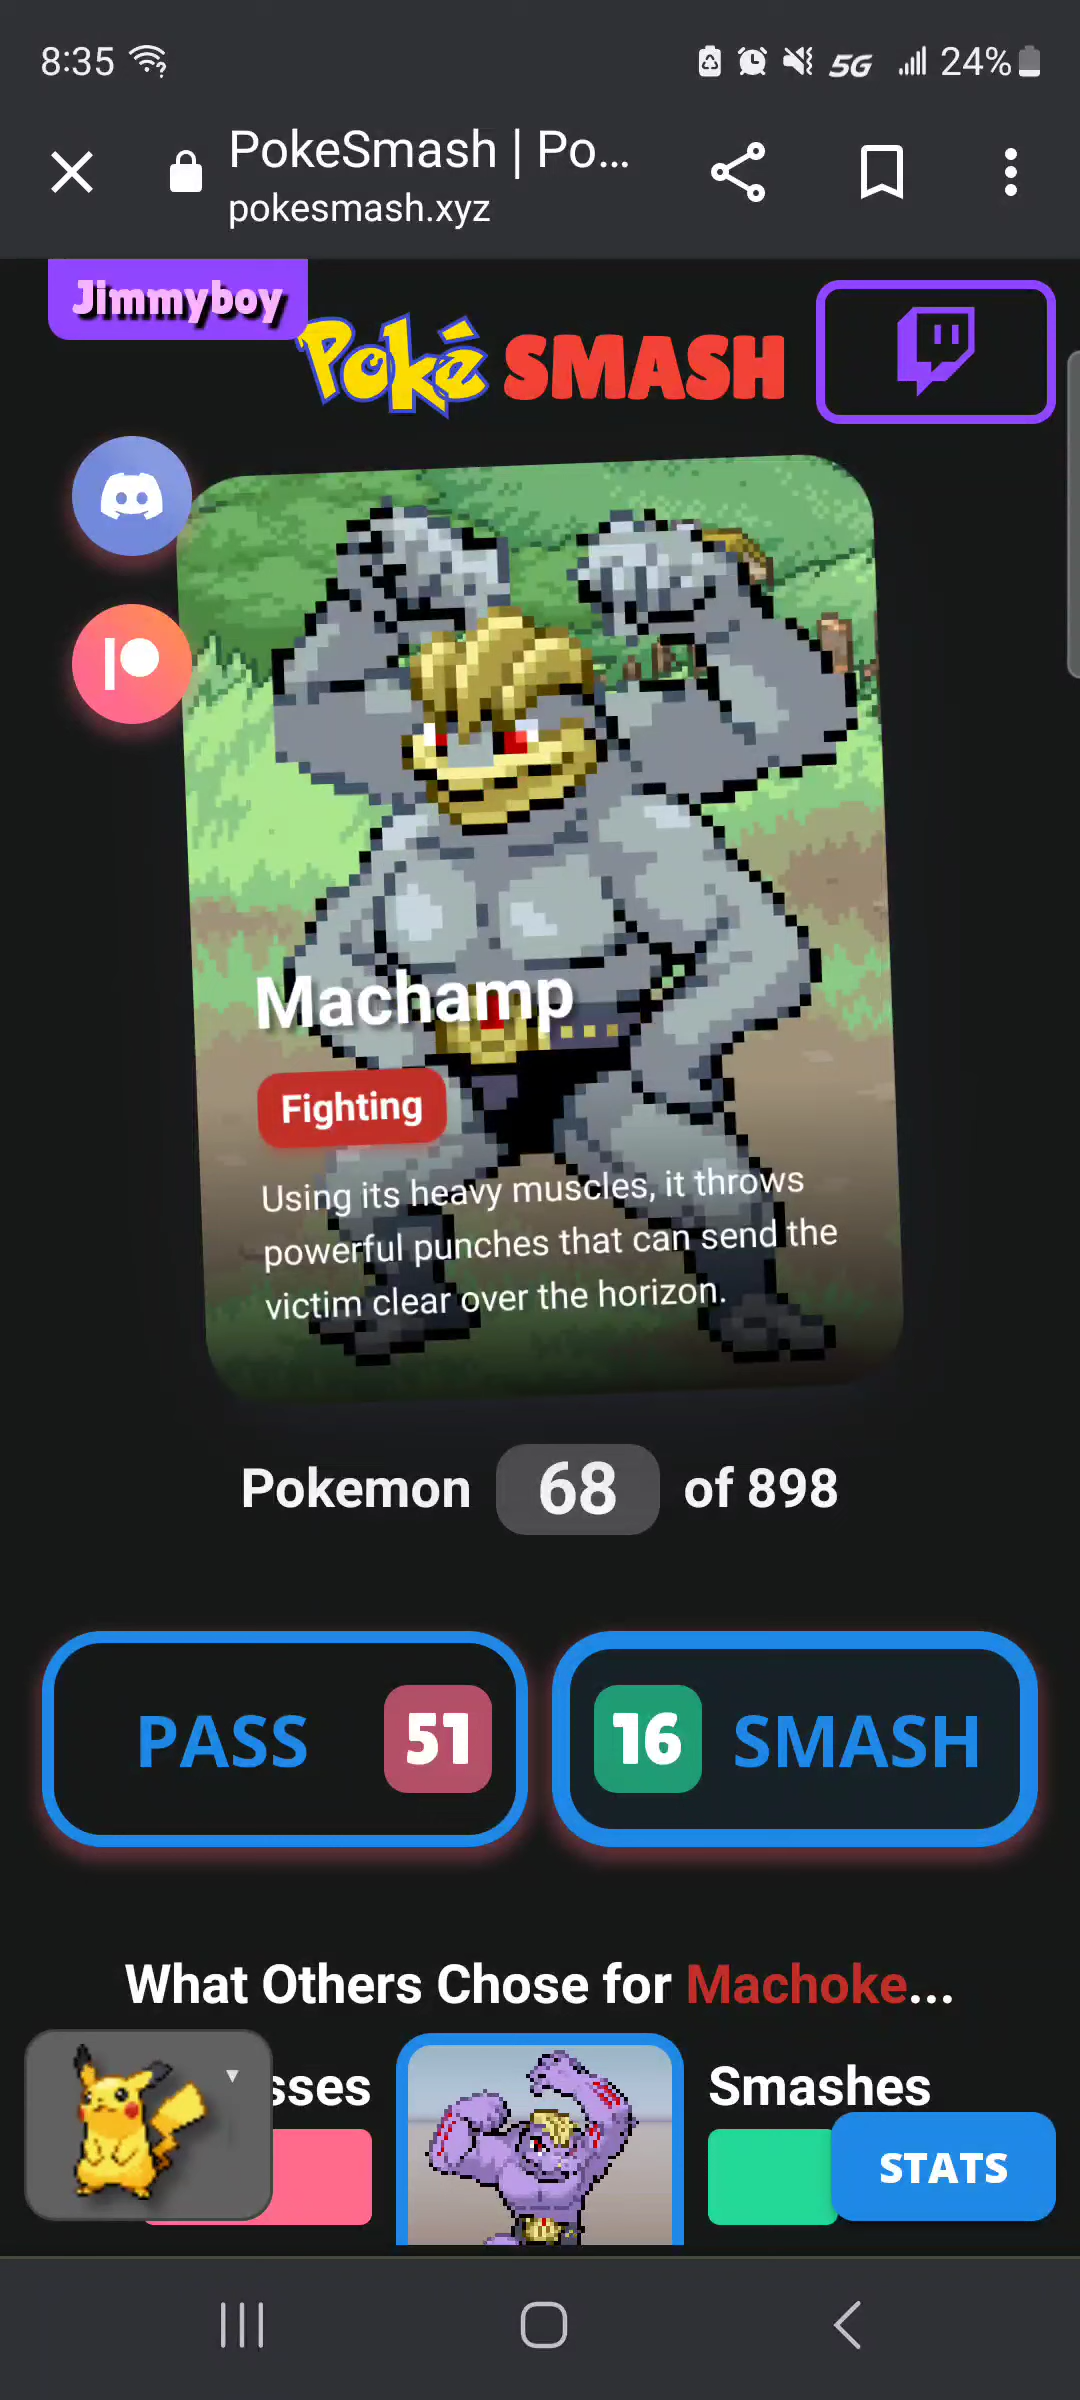 8:35
5G
24%
PokeSmash | Po...
pokesmash.xyz
Jimmyboy
Poké SMASH
Machamp
Fighting
Using its heavy muscles, it throws
powerful punches that can send the
victim clear over the horizon.
Pokemon 68 of 898
PASS 51
16 SMASH
What Others Chose for Machoke...
sses
Smashes
STATS